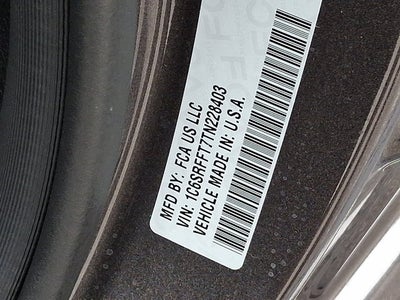 MFD BY: FCA US LLC
VIN: 1C6SRFFT7TN228403
VEHICLE MADE IN: U.S.A.